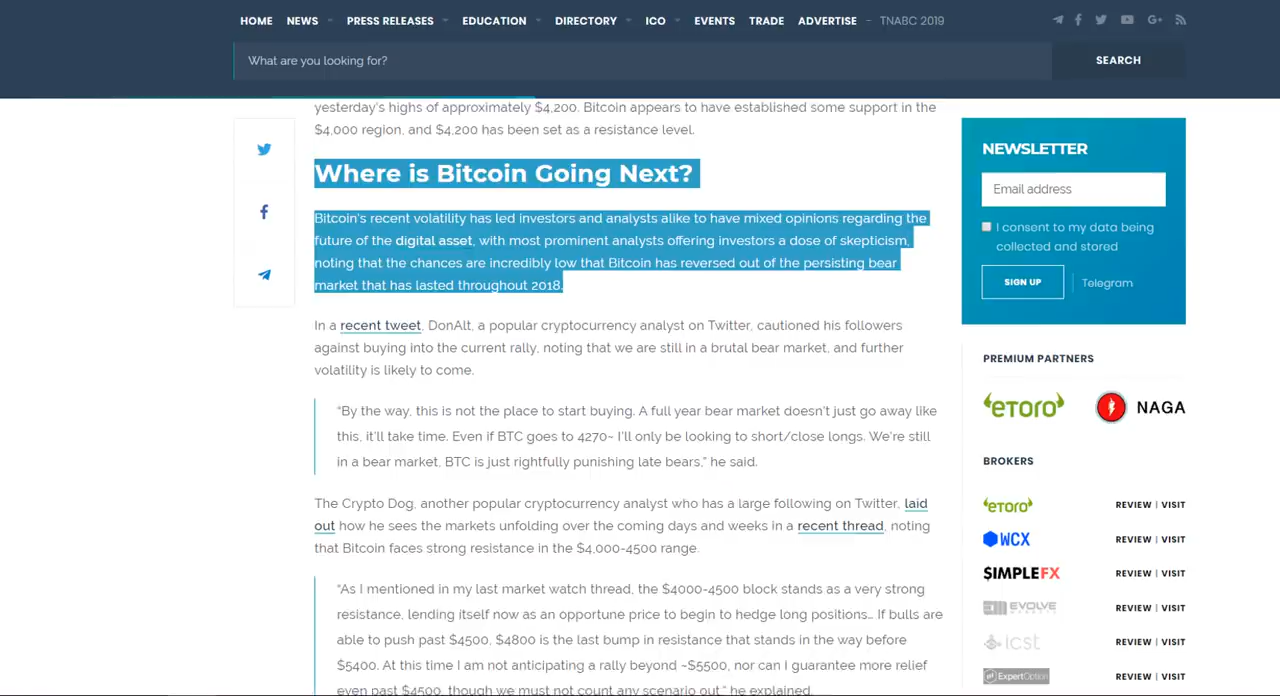 HOME NEWS PRESS RELEASES EDUCATION DIRECTORY ICO EVENTS TRADE ADVERTISE – TNABC 2019
What are you looking for?
SEARCH
yesterday's highs of approximately $4,200. Bitcoin appears to have established some support in the
$4,000 region, and $4,200 has been set as a resistance level.
Where is Bitcoin Going Next?
Bitcoin's recent volatility has led investors and analysts alike to have mixed opinions regarding the
future of the digital asset, with most prominent analysts offering investors a dose of skepticism,
noting that the chances are incredibly low that Bitcoin has reversed out of the persisting bear
market that has lasted throughout 2018.
In a recent tweet, DonAlt, a popular cryptocurrency analyst on Twitter, cautioned his followers
against buying into the current rally, noting that we are still in a brutal bear market, and further
volatility is likely to come.
“By the way, this is not the place to start buying. A full year bear market doesn't just go away like
this, it'll take time. Even if BTC goes to 4270~ I'll only be looking to short/close longs. We're still
in a bear market, BTC is just rightfully punishing late bears,” he said.
The Crypto Dog, another popular cryptocurrency analyst who has a large following on Twitter, laid
out how he sees the markets unfolding over the coming days and weeks in a recent thread, noting
that Bitcoin faces strong resistance in the $4,000-4500 range.
“As I mentioned in my last market watch thread, the $4000-4500 block stands as a very strong
resistance, lending itself now as an opportune price to begin to hedge long positions… If bulls are
able to push past $4500, $4800 is the last bump in resistance that stands in the way before
$5400. At this time I am not anticipating a rally beyond ~$5500, nor can I guarantee more relief
even past $4500, though we must not count any scenario out,” he explained.
NEWSLETTER
Email address
I consent to my data being
collected and stored
SIGN UP
Telegram
PREMIUM PARTNERS
eToro NAGA
BROKERS
eToro REVIEW | VISIT
WCX REVIEW | VISIT
SIMPLEFX REVIEW | VISIT
EVOLVE MARKETS REVIEW | VISIT
icst REVIEW | VISIT
ExpertOption REVIEW | VISIT